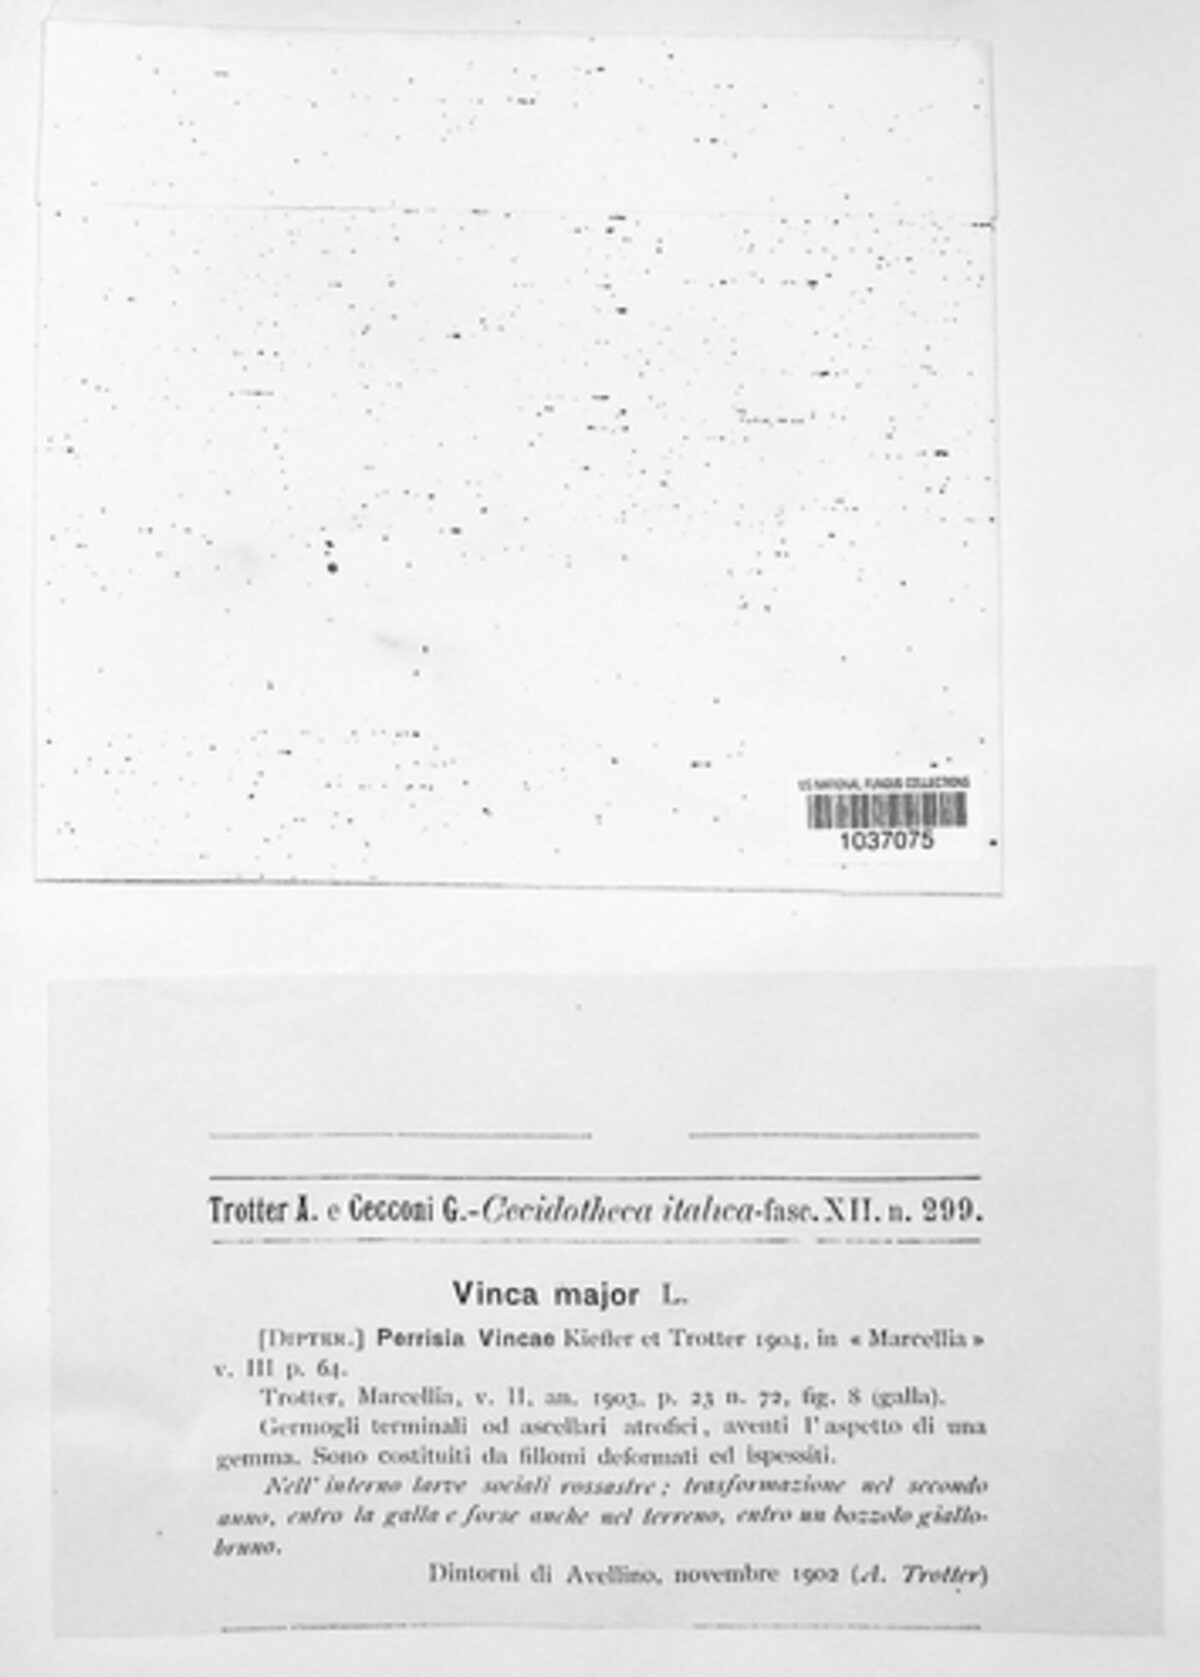 US NATIONAL FUNGUS COLLECTIONS
1037075
Trotter A. e Cecconi G.-Cecidotheca italica-fasc. XII. n. 299.
Vinca major L.
[DIPTER.] Perrisia Vincae Kieffer et Trotter 1904, in « Marcellia »
v. III p. 64.
Trotter, Marcellia, v. II, an. 1903. p. 23 n. 72, fig. 8 (galla).
Germogli terminali od ascellari atrofici, aventi l'aspetto di una
gemma. Sono costituiti da fillomi deformati ed ispessiti.
Nell'interno larve sociali rossastre; trasformazione nel secondo
anno, entro la galla e forse anche nel terreno, entro un bozzolo giallo-
bruno.
Dintorni di Avellino, novembre 1902 (A. Trotter)